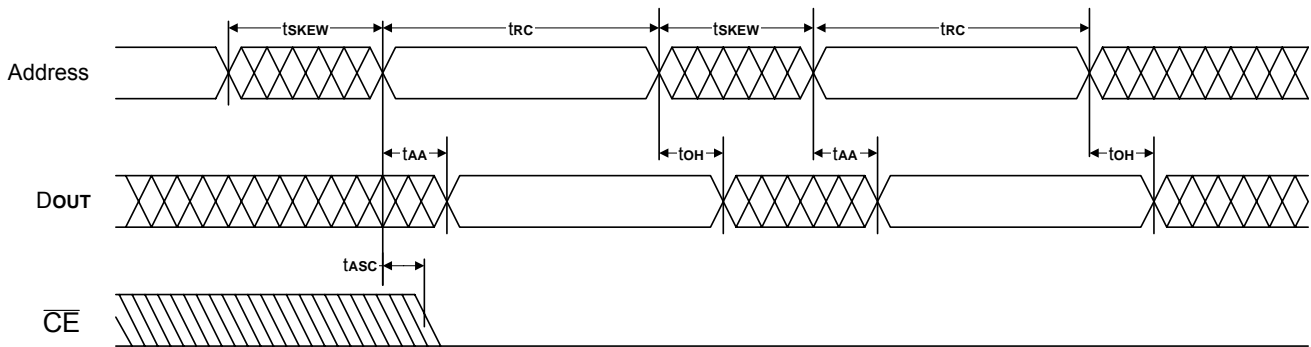 tSKEW tRC tSKEW tRC
Address
tAA tOH tAA tOH
DOUT
tASC
CE